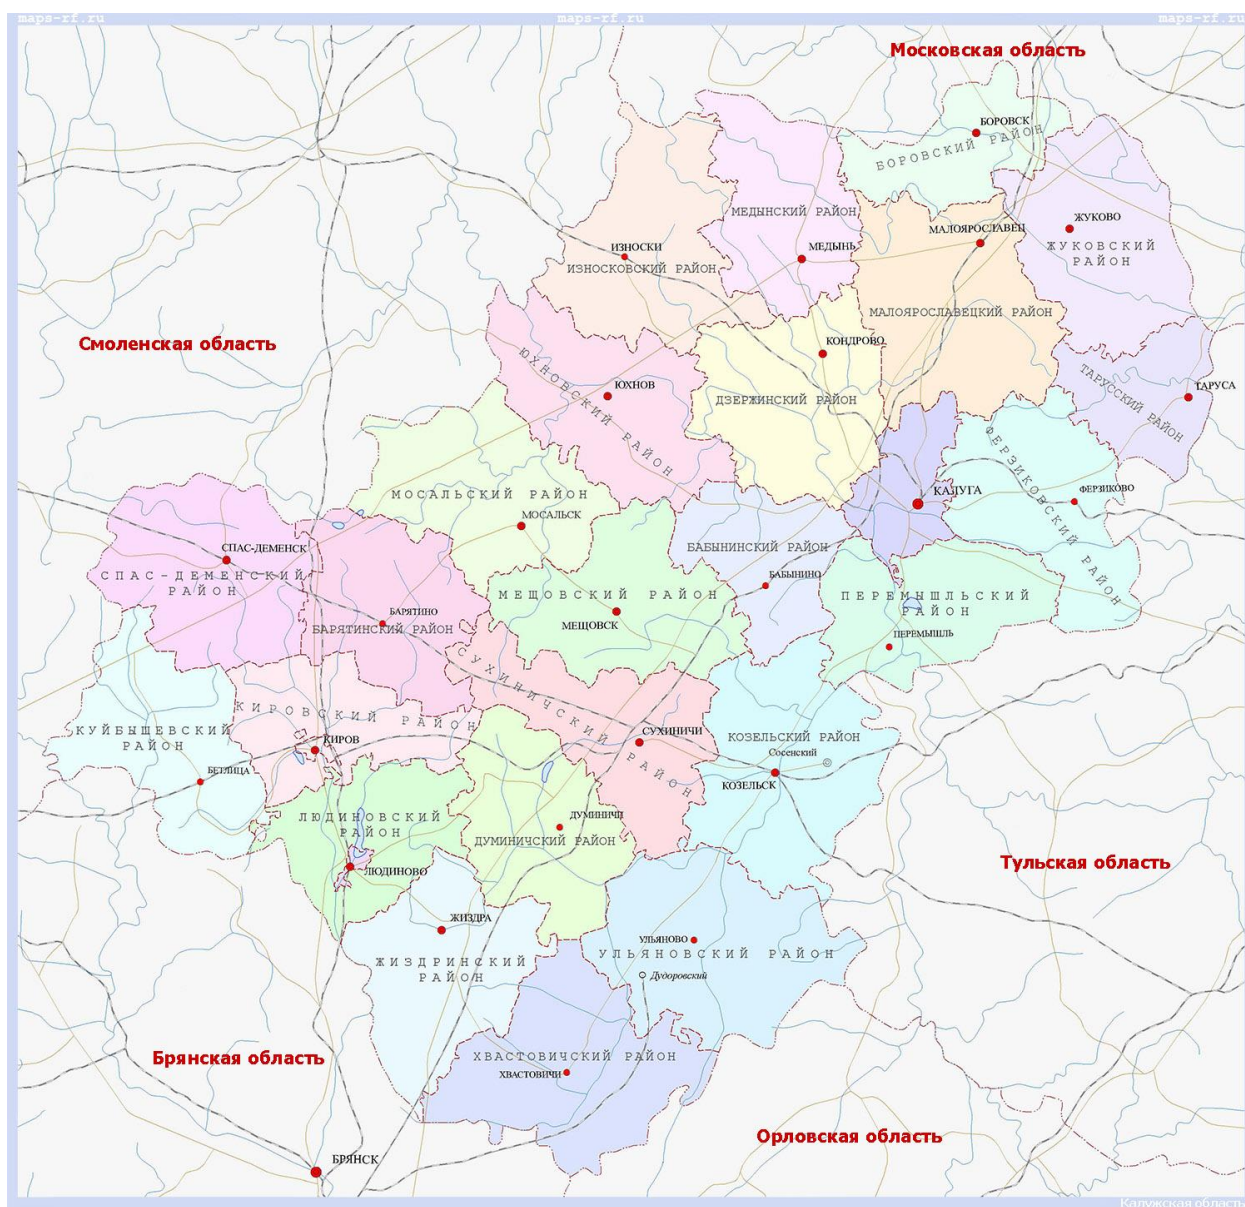 maps-rf.ru maps-rf.ru maps-rf.ru
Московская область
БОРОВСК
БОРОВСКИЙ РАЙОН
МЕДЫНСКИЙ РАЙОН
ЖУКОВО
МАЛОЯРОСЛАВЕЦ
ЖУКОВСКИЙ
РАЙОН
ИЗНОСКИ
МЕДЫНЬ
ИЗНОСКОВСКИЙ РАЙОН
МАЛОЯРОСЛАВЕЦКИЙ РАЙОН
Смоленская область
КОНДРОВО
ЮХНОВСКИЙ РАЙОН
ЮХНОВ
ДЗЕРЖИНСКИЙ РАЙОН
ТАРУССКИЙ РАЙОН
ТАРУСА
ФЕРЗИКОВСКИЙ РАЙОН
МОСАЛЬСКИЙ РАЙОН
КАЛУГА
ФЕРЗИКОВО
МОСАЛЬСК
СПАС-ДЕМЕНСК
БАБЫНИНСКИЙ РАЙОН
СПАС-ДЕМЕНСКИЙ
РАЙОН
БАБЫНИНО
МЕЩОВСКИЙ РАЙОН
ПЕРЕМЫШЛЬСКИЙ
РАЙОН
БАРЯТИНО
БАРЯТИНСКИЙ РАЙОН
МЕЩОВСК
ПЕРЕМЫШЛЬ
СУХИНИЧСКИЙ РАЙОН
КИРОВСКИЙ РАЙОН
КУЙБЫШЕВСКИЙ
РАЙОН
КИРОВ
СУХИНИЧИ
КОЗЕЛЬСКИЙ РАЙОН
Сосенский
БЕТЛИЦА
КОЗЕЛЬСК
ЛЮДИНОВСКИЙ
РАЙОН
ДУМИНИЧИ
ДУМИНИЧСКИЙ РАЙОН
Тульская область
ЛЮДИНОВО
ЖИЗДРА
УЛЬЯНОВО
УЛЬЯНОВСКИЙ РАЙОН
ЖИЗДРИНСКИЙ
РАЙОН
Дудоровский
Брянская область
ХВАСТОВИЧСКИЙ РАЙОН
ХВАСТОВИЧИ
Орловская область
БРЯНСК
Калужская область